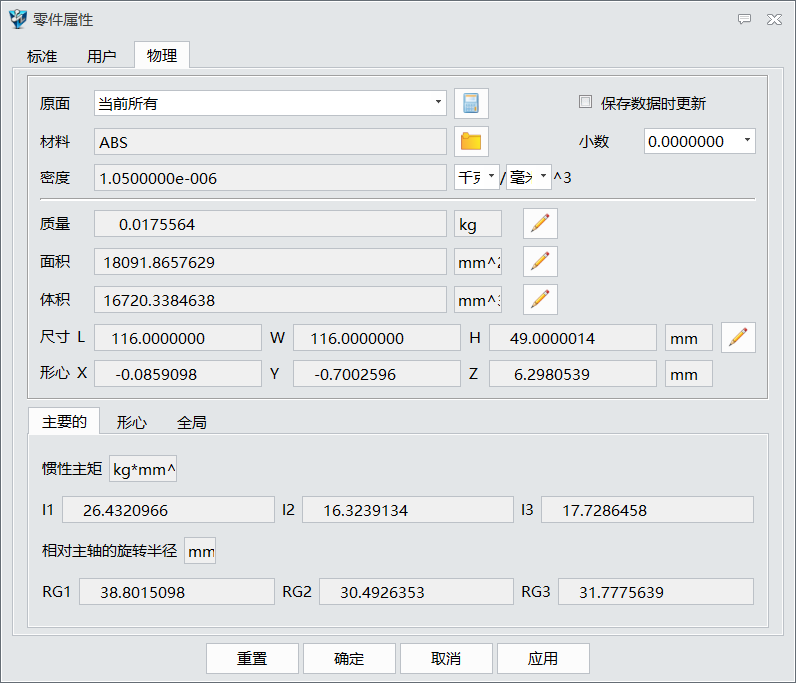 零件属性
标准 用户 物理
原面 当前所有 保存数据时更新
材料 ABS 小数 0.0000000
密度 1.0500000e-006 千克 / 毫米 ^3
质量 0.0175564 kg
面积 18091.8657629 mm^2
体积 16720.3384638 mm^3
尺寸 L 116.0000000 W 116.0000000 H 49.0000014 mm
形心 X -0.0859098 Y -0.7002596 Z 6.2980539 mm
主要的 形心 全局
惯性主矩 kg*mm^
I1 26.4320966 I2 16.3239134 I3 17.7286458
相对主轴的旋转半径 mm
RG1 38.8015098 RG2 30.4926353 RG3 31.7775639
重置 确定 取消 应用